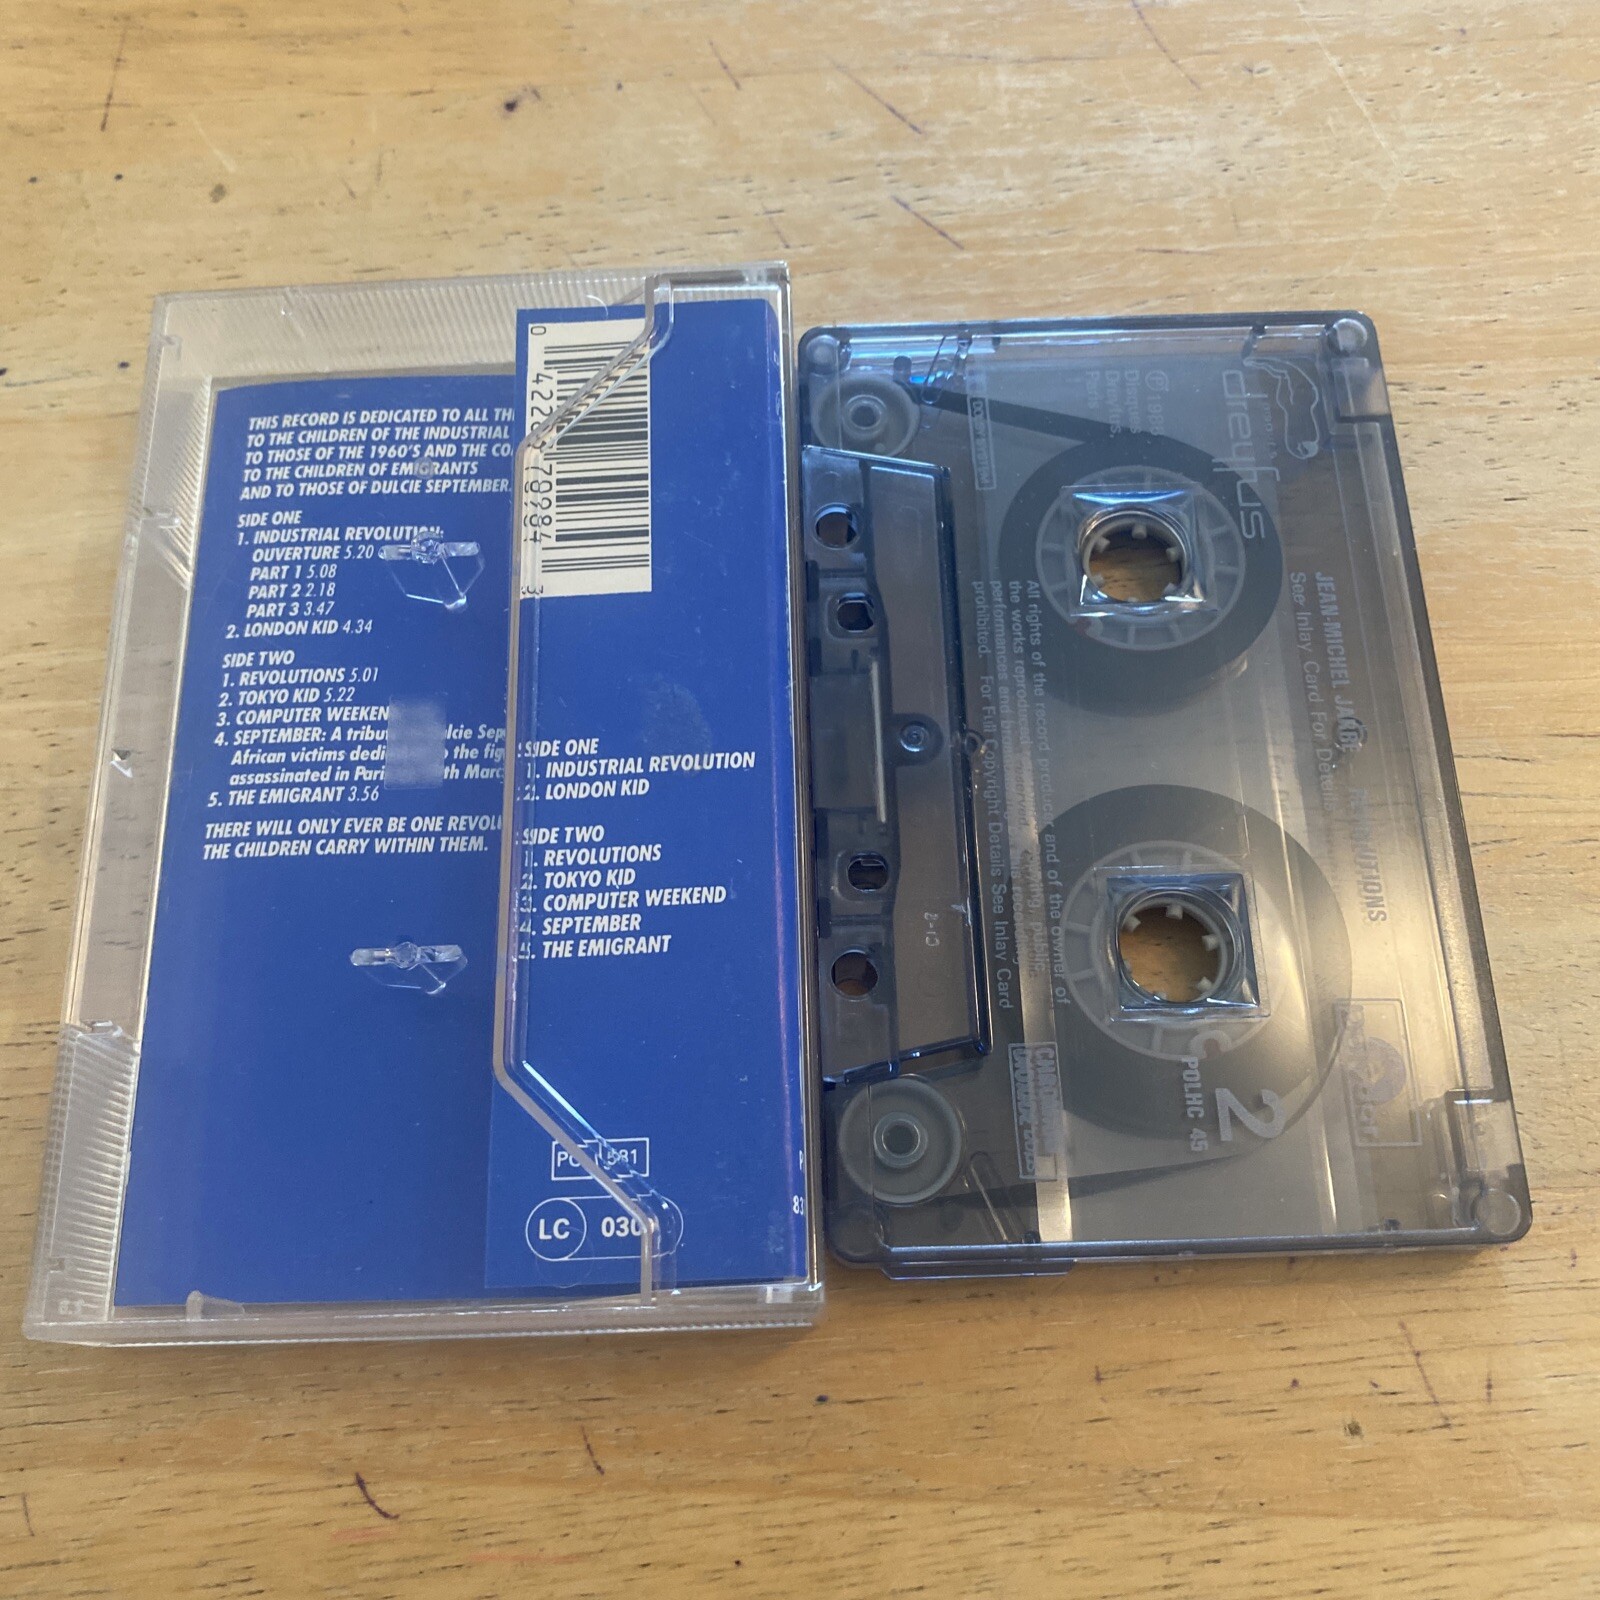 THIS RECORD IS DEDICATED TO ALL
TO THE CHILDREN OF THE INDUSTRIAL
TO THOSE OF THE 1960'S AND THE
TO THE CHILDREN OF EMIGRANTS
AND TO THOSE OF DULCIE SEPTEMBER.
SIDE ONE
1. INDUSTRIAL REVOLUTION:
OUVERTURE 5.20
PART 1 5.08
PART 2 2.18
PART 3 3.47
2. LONDON KID 4.34
SIDE TWO
1. REVOLUTIONS 5.01
2. TOKYO KID 5.22
3. COMPUTER
4. SEPTEMBER: A
African victims the
assassinated in
5. THE EMIGRANT 3.56
THERE WILL ONLY EVER BE ONE
THE CHILDREN CARRY WITHIN THEM.
SIDE ONE
1. INDUSTRIAL REVOLUTION
2. LONDON KID
SIDE TWO
1. REVOLUTIONS
2. TOKYO KID
3. COMPUTER WEEKEND
4. SEPTEMBER
5. THE EMIGRANT
LC
dreyfus
℗ 1988
Disques
Dreyfus,
Paris
JEAN-MICHEL JARRE REVOLUTIONS
See Inlay Card For Details
All rights of the record producer and of the owner of
the works reproduced
performances and
prohibited. For Full Copyright Details See Inlay Card
2
POLHC 45
C-8